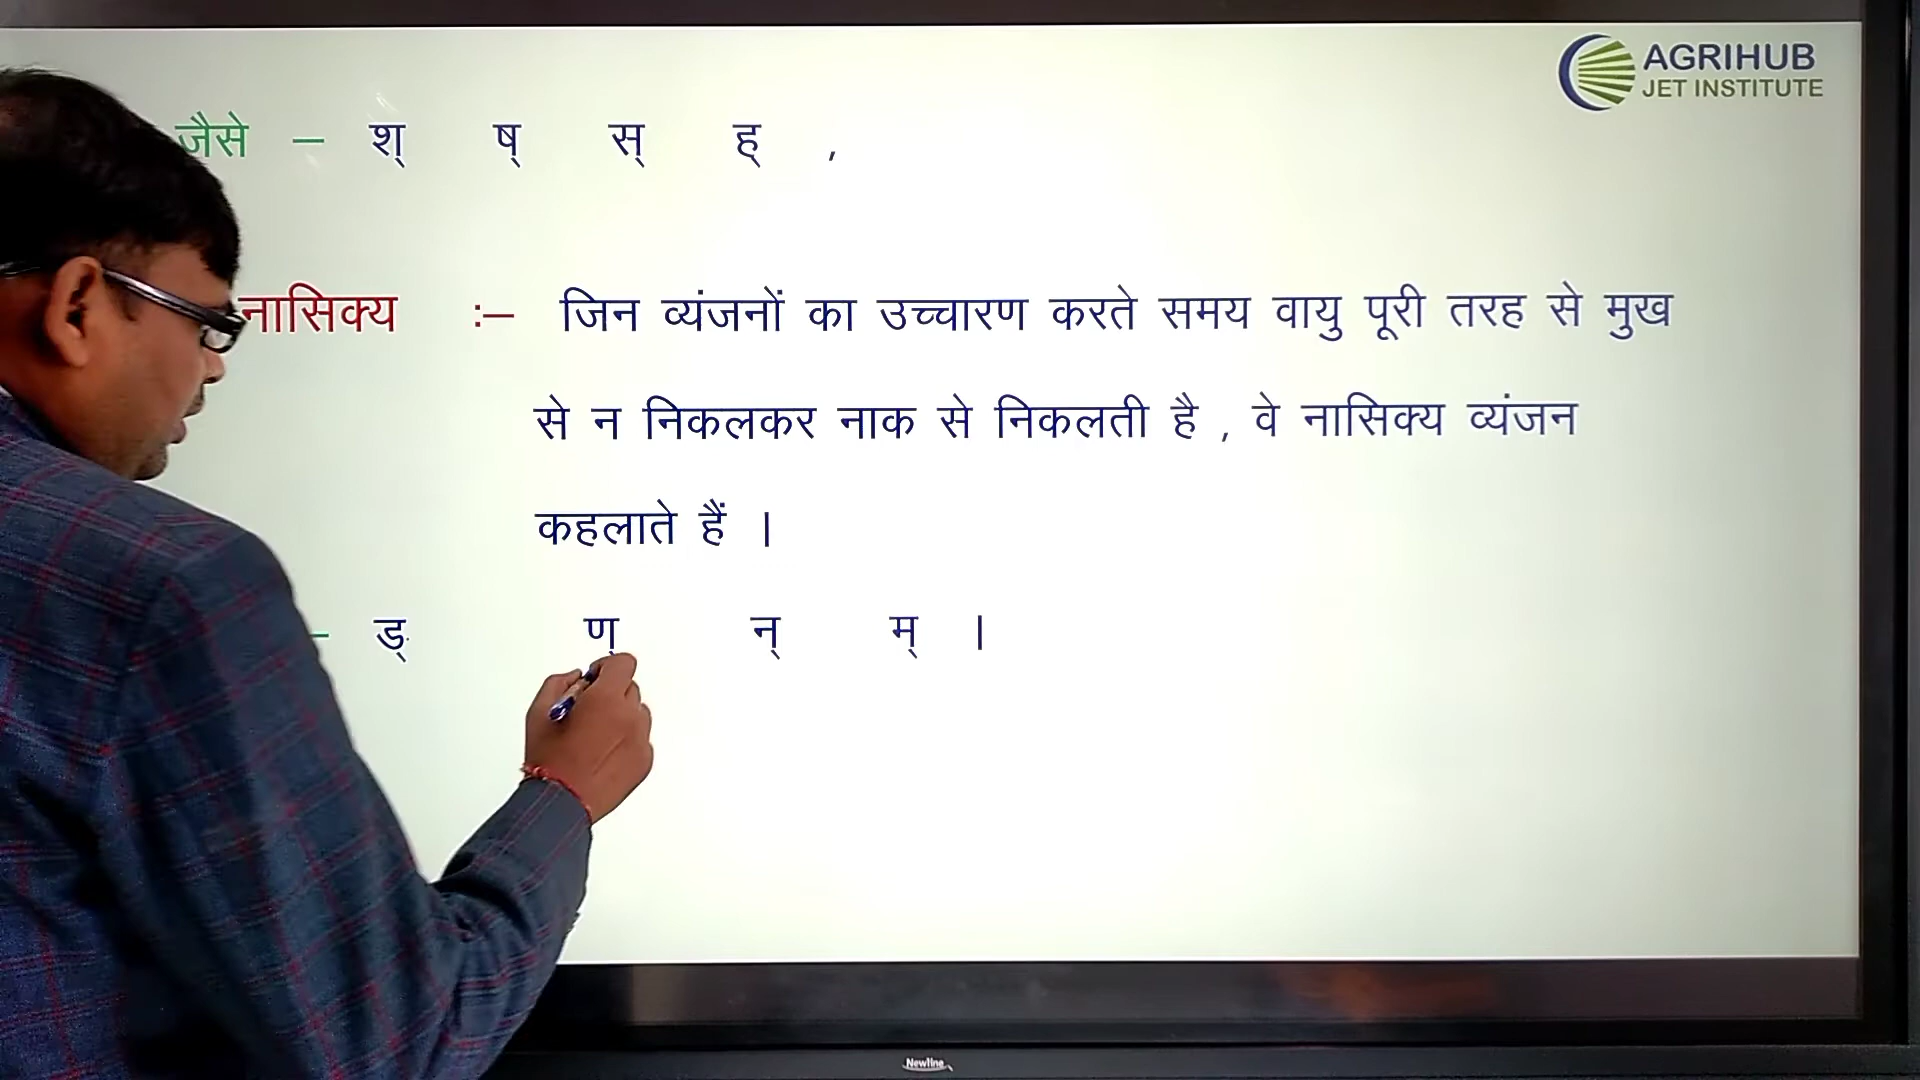 AGRIHUB
JET INSTITUTE
जैसे – श् ष् स् ह् ,
नासिक्य :– जिन व्यंजनों का उच्चारण करते समय वायु पूरी तरह से मुख
से न निकलकर नाक से निकलती है , वे नासिक्य व्यंजन
कहलाते हैं ।
– ङ् ण् न् म् ।
Newline